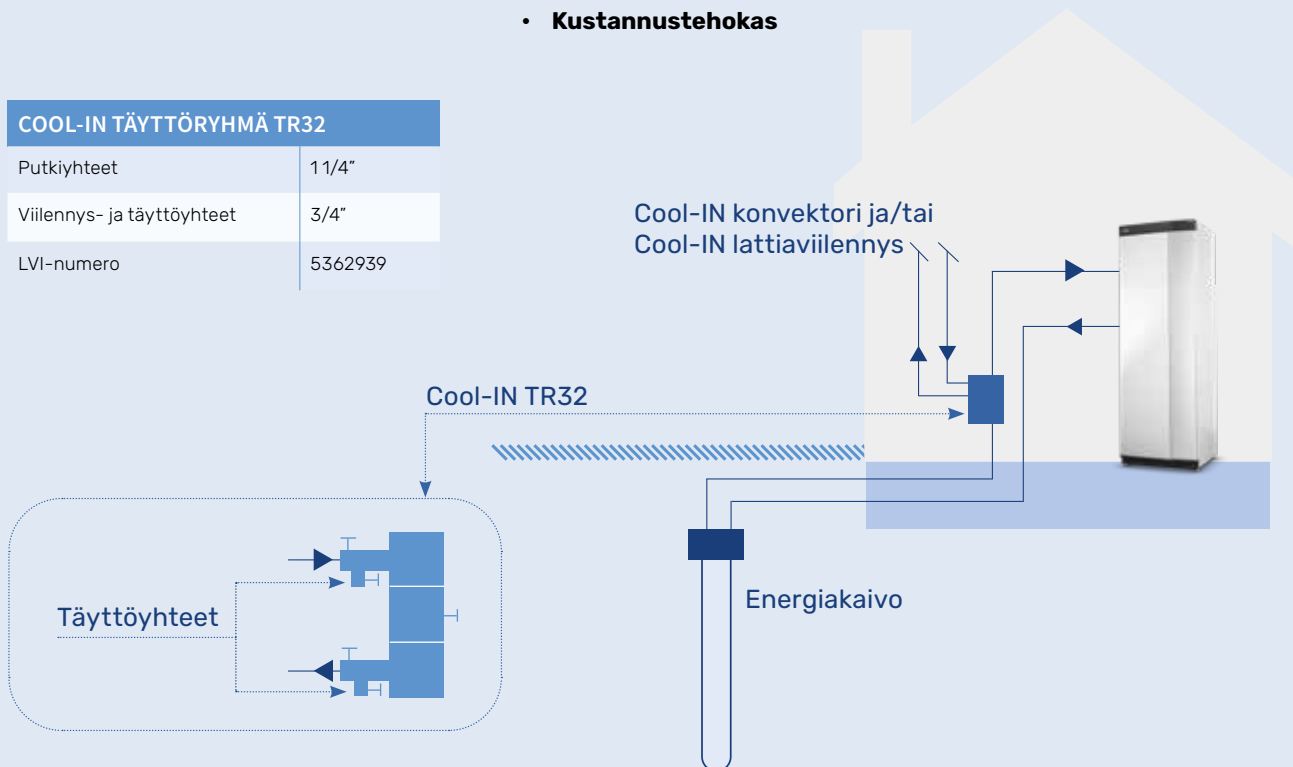 • Kustannustehokas
COOL-IN TÄYTTÖRYHMÄ TR32
Putkiyhteet 1 1/4”
Viilennys- ja täyttöyhteet 3/4”
LVI-numero 5362939
Cool-IN konvektori ja/tai
Cool-IN lattiaviilennys
Cool-IN TR32
Täyttöyhteet
Energiakaivo